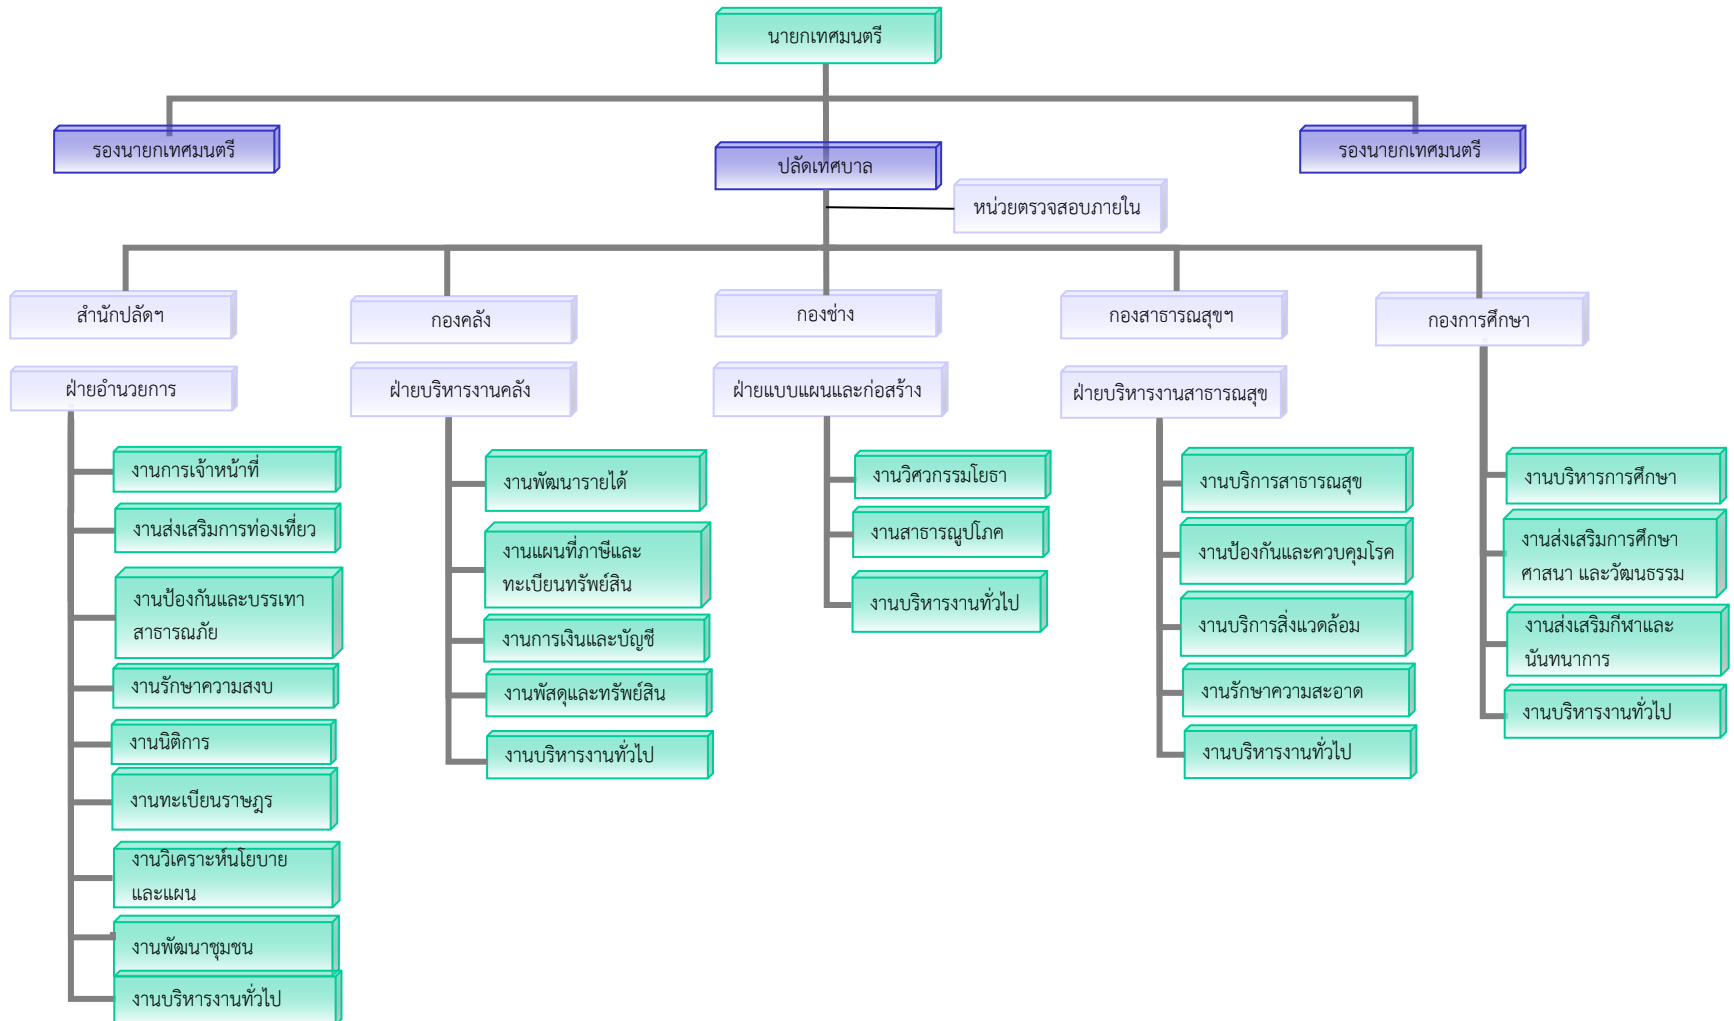 นายกเทศมนตรี
รองนายกเทศมนตรี
ปลัดเทศบาล
รองนายกเทศมนตรี
หน่วยตรวจสอบภายใน
สำนักปลัดฯ
กองคลัง
กองช่าง
กองสาธารณสุขฯ
กองการศึกษา
ฝ่ายอำนวยการ
ฝ่ายบริหารงานคลัง
ฝ่ายแบบแผนและก่อสร้าง
ฝ่ายบริหารงานสาธารณสุข
งานการเจ้าหน้าที่
งานส่งเสริมการท่องเที่ยว
งานป้องกันและบรรเทา
สาธารณภัย
งานรักษาความสงบ
งานนิติการ
งานทะเบียนราษฎร
งานวิเคราะห์นโยบาย
และแผน
งานพัฒนาชุมชน
งานบริหารงานทั่วไป
งานพัฒนารายได้
งานแผนที่ภาษีและ
ทะเบียนทรัพย์สิน
งานการเงินและบัญชี
งานพัสดุและทรัพย์สิน
งานบริหารงานทั่วไป
งานวิศวกรรมโยธา
งานสาธารณูปโภค
งานบริหารงานทั่วไป
งานบริการสาธารณสุข
งานป้องกันและควบคุมโรค
งานบริการสิ่งแวดล้อม
งานรักษาความสะอาด
งานบริหารงานทั่วไป
งานบริหารการศึกษา
งานส่งเสริมการศึกษา
ศาสนา และวัฒนธรรม
งานส่งเสริมกีฬาและ
นันทนาการ
งานบริหารงานทั่วไป